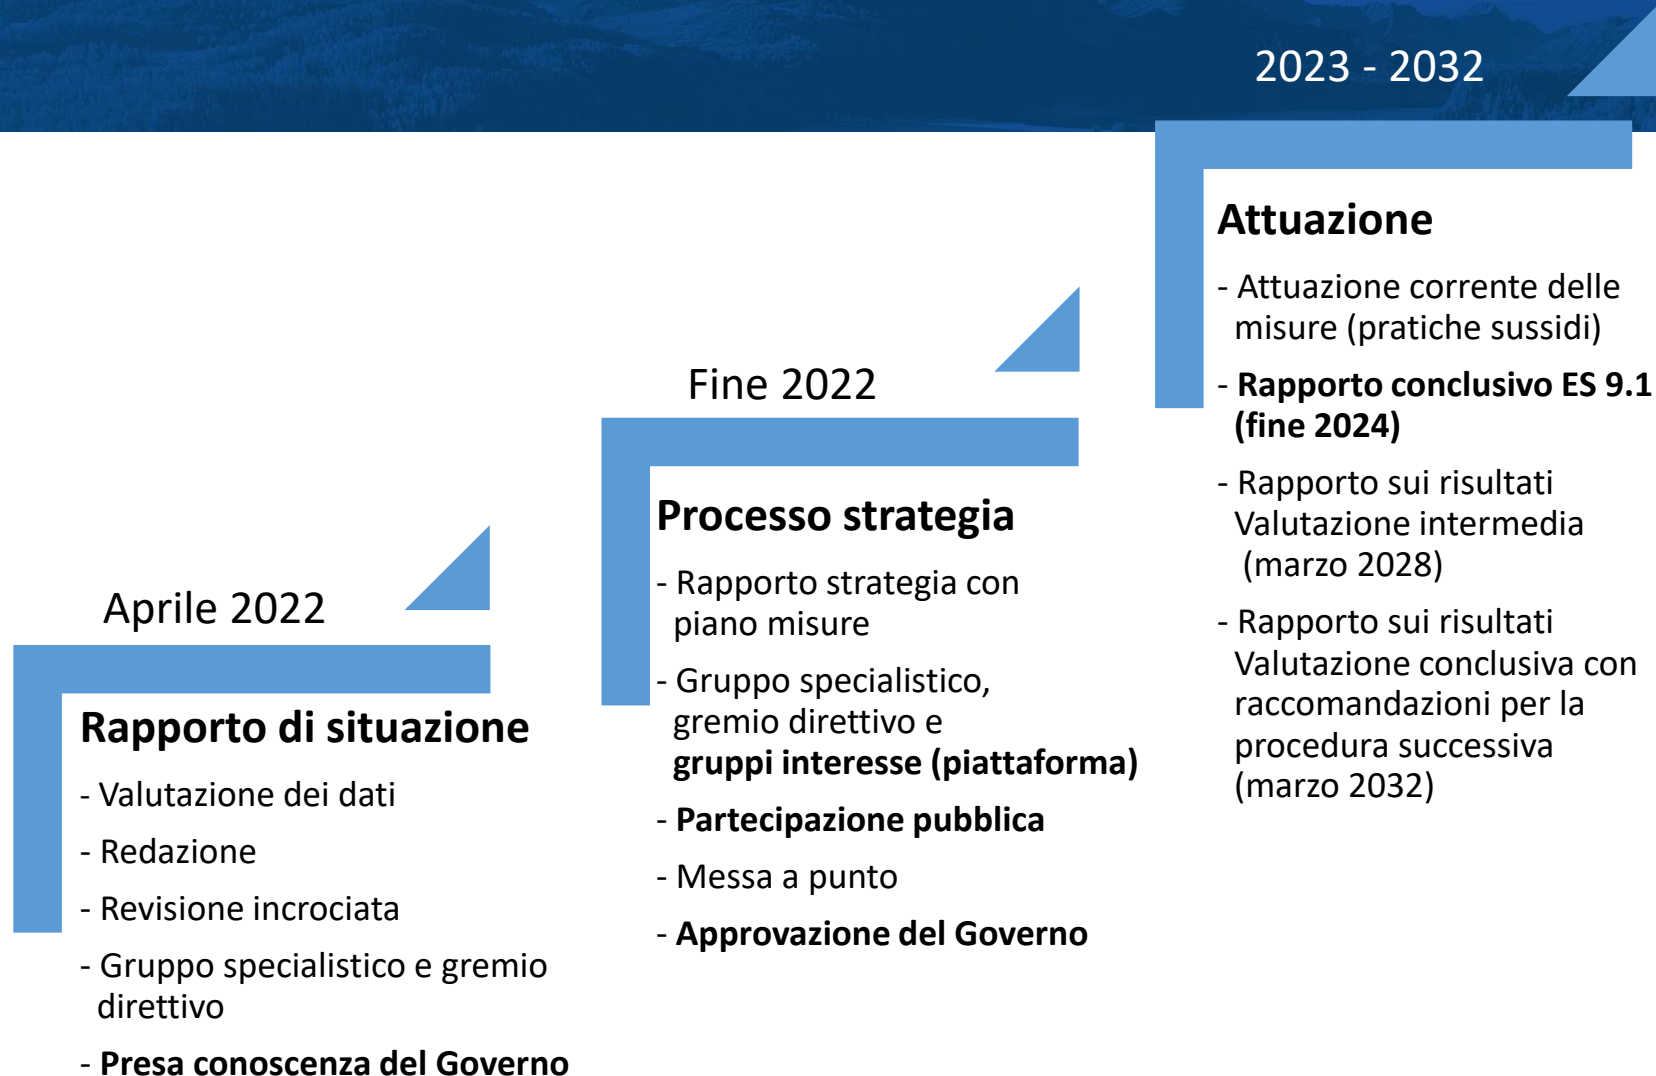 Aprile 2022
Rapporto di situazione
- Valutazione dei dati
- Redazione
- Revisione incrociata
- Gruppo specialistico e gremio
direttivo
- Presa conoscenza del Governo
Fine 2022
Processo strategia
- Rapporto strategia con
piano misure
- Gruppo specialistico,
gremio direttivo e
gruppi interesse (piattaforma)
- Partecipazione pubblica
- Messa a punto
- Approvazione del Governo
2023 - 2032
Attuazione
- Attuazione corrente delle
misure (pratiche sussidi)
- Rapporto conclusivo ES 9.1
(fine 2024)
- Rapporto sui risultati
Valutazione intermedia
(marzo 2028)
- Rapporto sui risultati
Valutazione conclusiva con
raccomandazioni per la
procedura successiva
(marzo 2032)